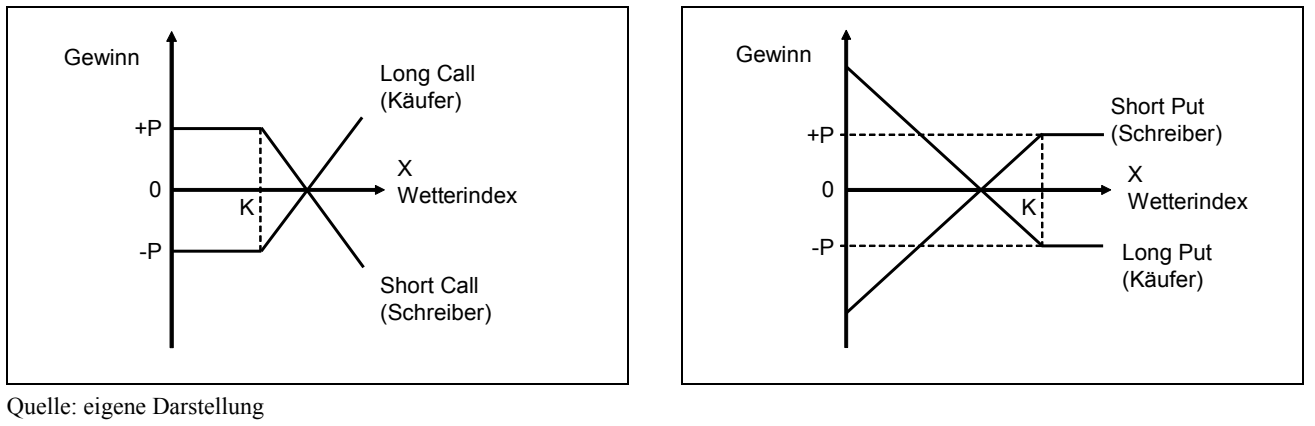 Gewinn
Long Call
(Käufer)
+P
X
0
Wetterindex
K
-P
Short Call
(Schreiber)
Gewinn
Short Put
(Schreiber)
+P
X
0
Wetterindex
K
-P
Long Put
(Käufer)
Quelle: eigene Darstellung